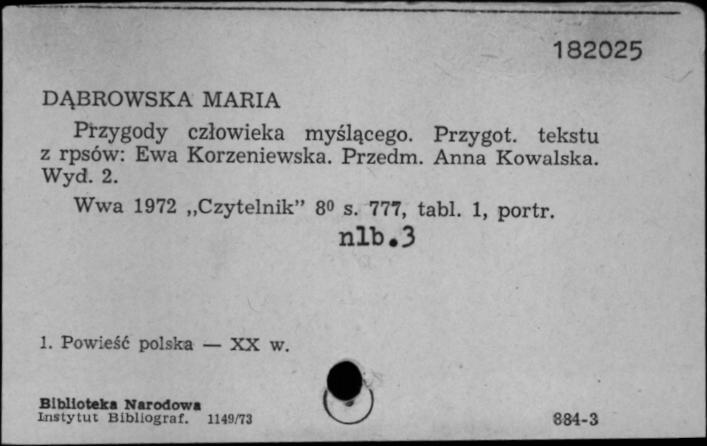 182025
DĄBROWSKA MARIA
Przygody człowieka myślącego. Przygot. tekstu
z rpsów: Ewa Korzeniewska. Przedm. Anna Kowalska.
Wyd. 2.
Wwa 1972 „Czytelnik” 8⁰ s. 777, tabl. 1, portr.
nlb.3
1. Powieść polska — XX w.
Biblioteka Narodowa
Instytut Bibliograf. 1149/73
884-3